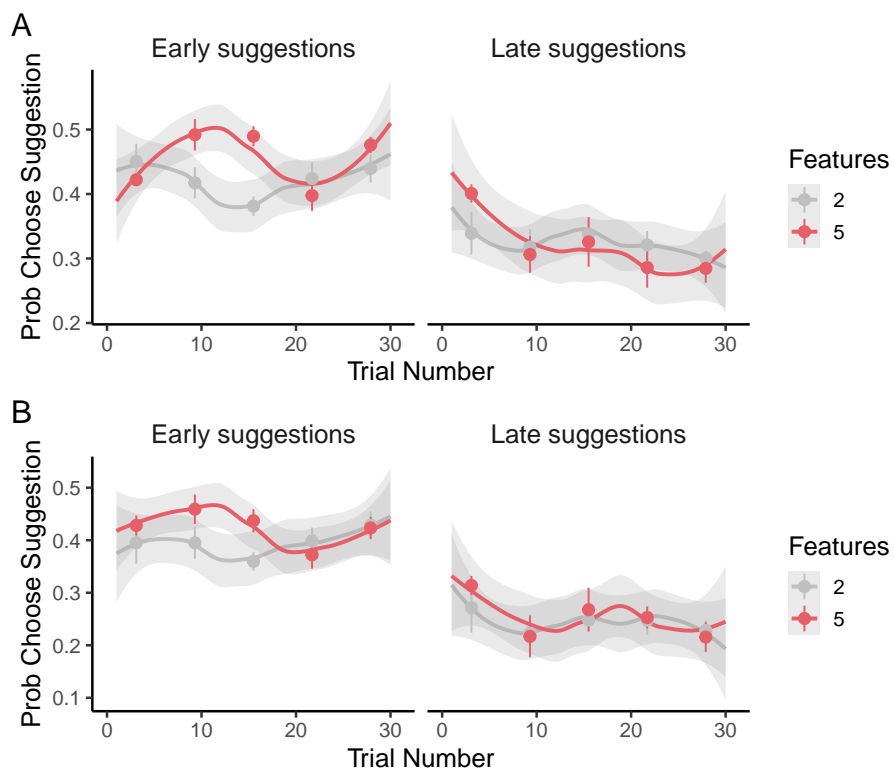 A
Early suggestions
Late suggestions
Prob Choose Suggestion
0.5
0.4
0.3
0.2
0 10 20 30
0 10 20 30
Trial Number
Features
2
5
B
Early suggestions
Late suggestions
Prob Choose Suggestion
0.5
0.4
0.3
0.2
0.1
0 10 20 30
0 10 20 30
Trial Number
Features
2
5